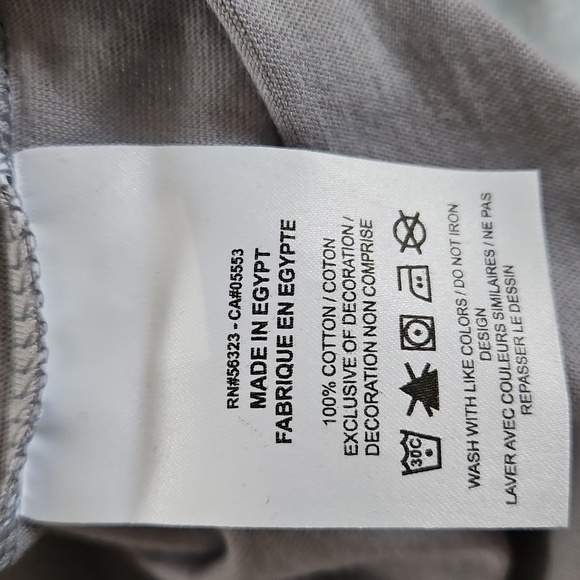 RN#56323 - CA#05553
MADE IN EGYPT
FABRIQUE EN EGYPTE
100% COTTON / COTON
EXCLUSIVE OF DECORATION /
DECORATION NON COMPRISE
30C
WASH WITH LIKE COLORS / DO NOT IRON
DESIGN
LAVER AVEC COULEURS SIMILAIRES / NE PAS
REPASSER LE DESSIN